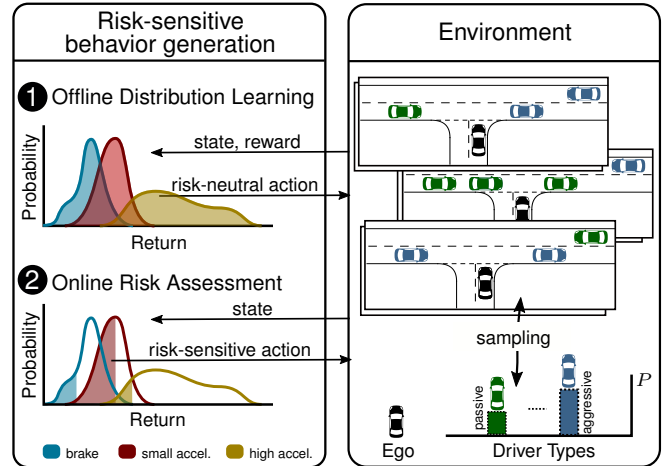 Risk-sensitive
behavior generation
1 Offline Distribution Learning
Probability
Return
state, reward
risk-neutral action
2 Online Risk Assessment
Probability
Return
state
risk-sensitive action
brake
small accel.
high accel.
Environment
sampling
passive
aggressive
P
Ego
Driver Types